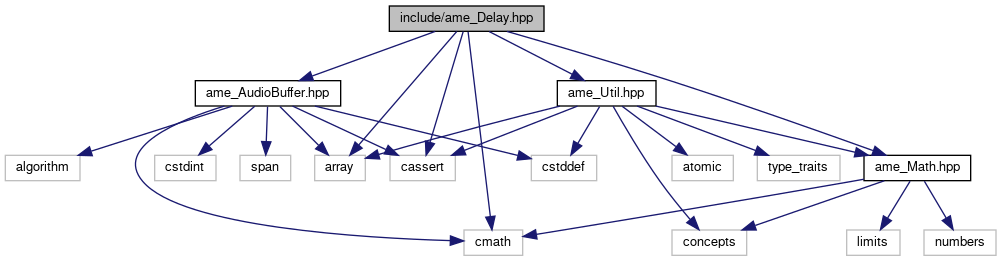 include/ame_Delay.hpp
ame_AudioBuffer.hpp
ame_Util.hpp
algorithm
cstdint
span
array
cassert
cstddef
atomic
type_traits
ame_Math.hpp
cmath
concepts
limits
numbers